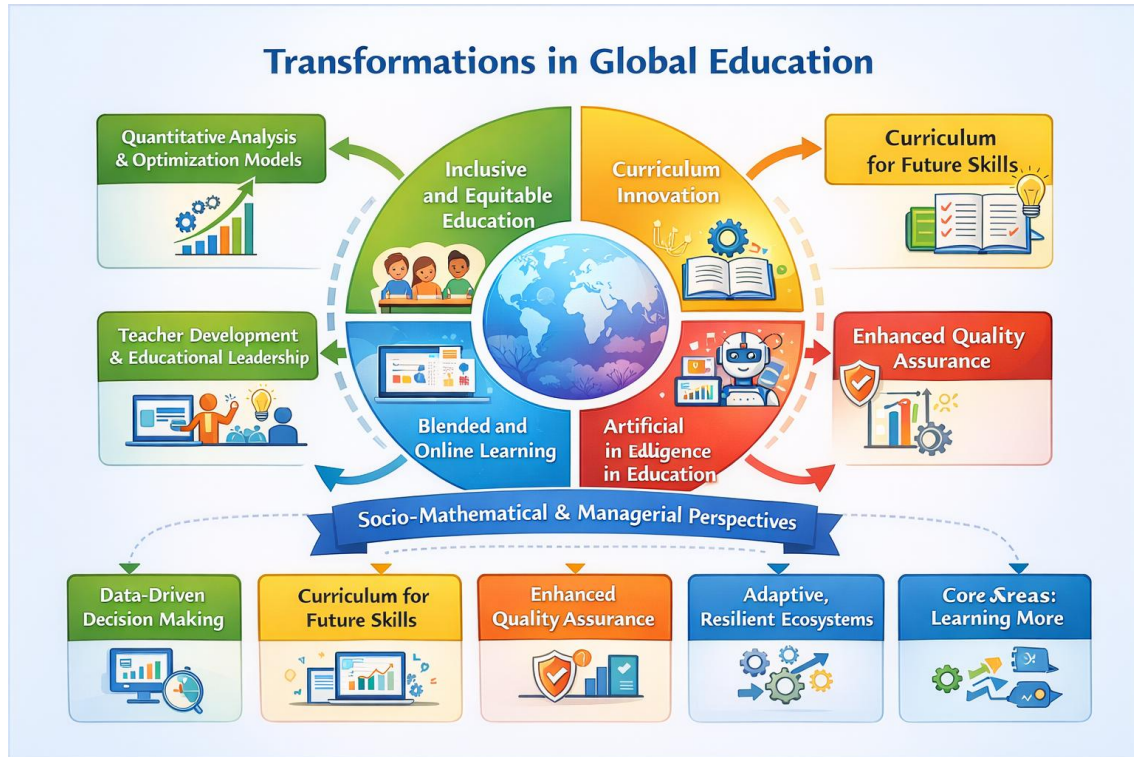 Transformations in Global Education
Quantitative Analysis
& Optimization Models
Inclusive
and Equitable
Education
Curriculum
Innovation
Curriculum
for Future Skills
Teacher Development
& Educational Leadership
Enhanced Quality
Assurance
Blended and
Online Learning
Artificial
in Edligence
in Education
Socio-Mathematical & Managerial Perspectives
Data-Driven
Decision Making
Curriculum for
Future Skills
Enhanced
Quality Assurance
Adaptive,
Resilient Ecosystems
Core
Learning More